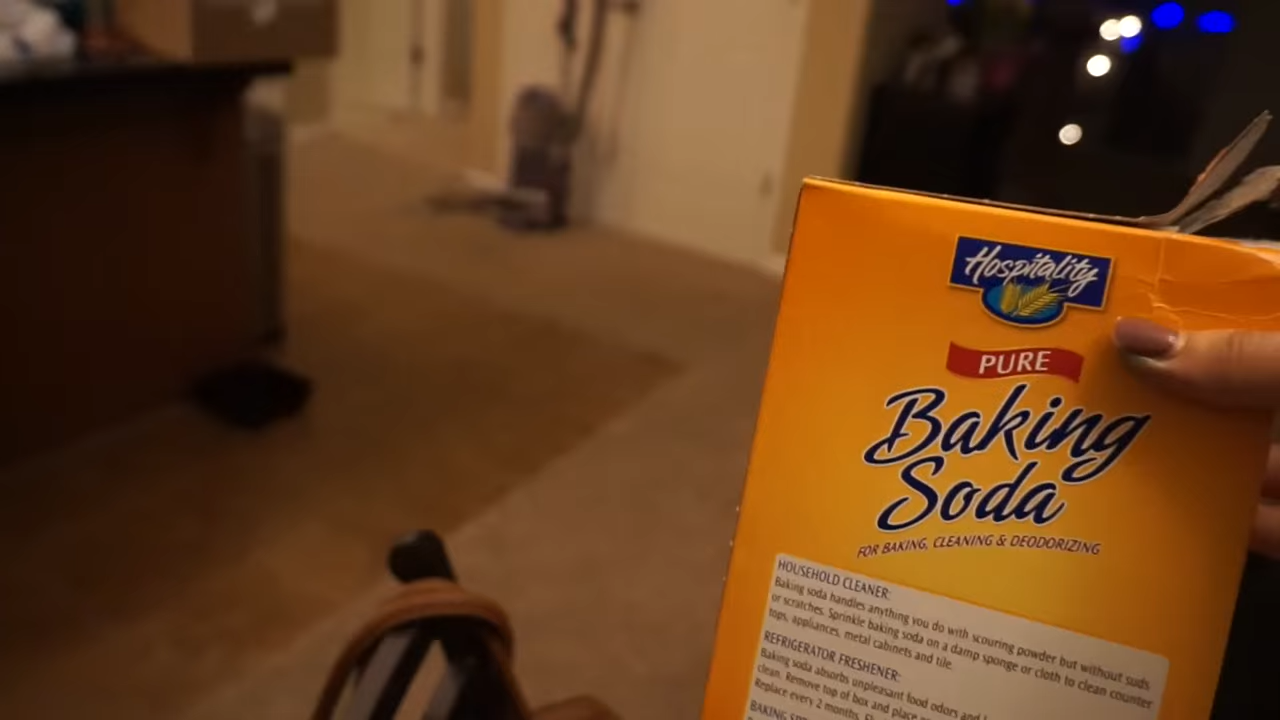 Hospitality
PURE
Baking
Soda
FOR BAKING, CLEANING & DEODORIZING
HOUSEHOLD CLEANER:
Baking soda handles anything you do with scouring powder but without suds
or scratches. Sprinkle baking soda on a damp sponge or cloth to clean counter
tops, appliances, metal cabinets and tile.
REFRIGERATOR FRESHENER:
Baking soda absorbs unpleasant food odors and
clean. Remove top of box and place
Replace every 2 months.
BAKING